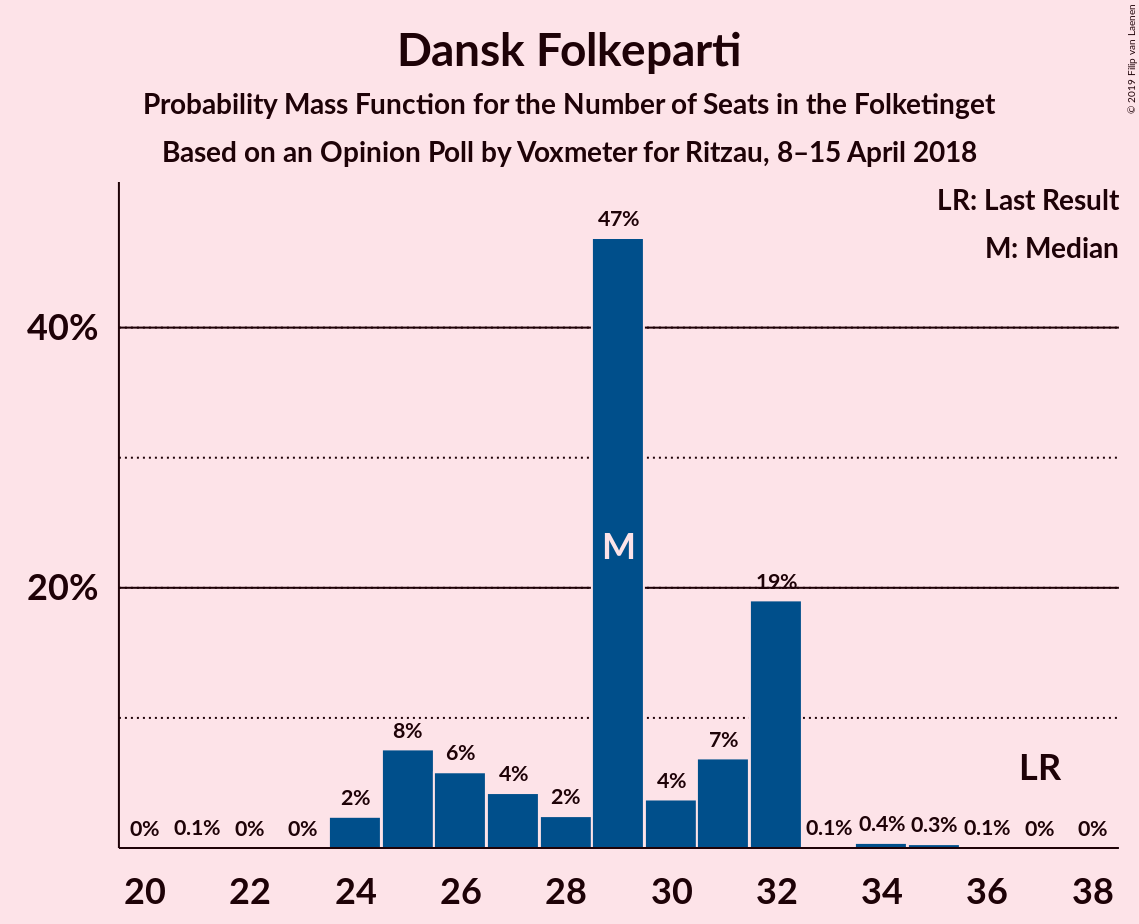 Dansk Folkeparti
Probability Mass Function for the Number of Seats in the Folketinget
Based on an Opinion Poll by Voxmeter for Ritzau, 8–15 April 2018
© 2019 Filip van Laenen
LR: Last Result
M: Median
47%
40%
M
20%
19%
8%
6%
4%
2%
2%
4%
7%
LR
0%
0.1%
0%
0%
0.1%
0.4%
0.3%
0.1%
0%
0%
20 22 24 26 28 30 32 34 36 38